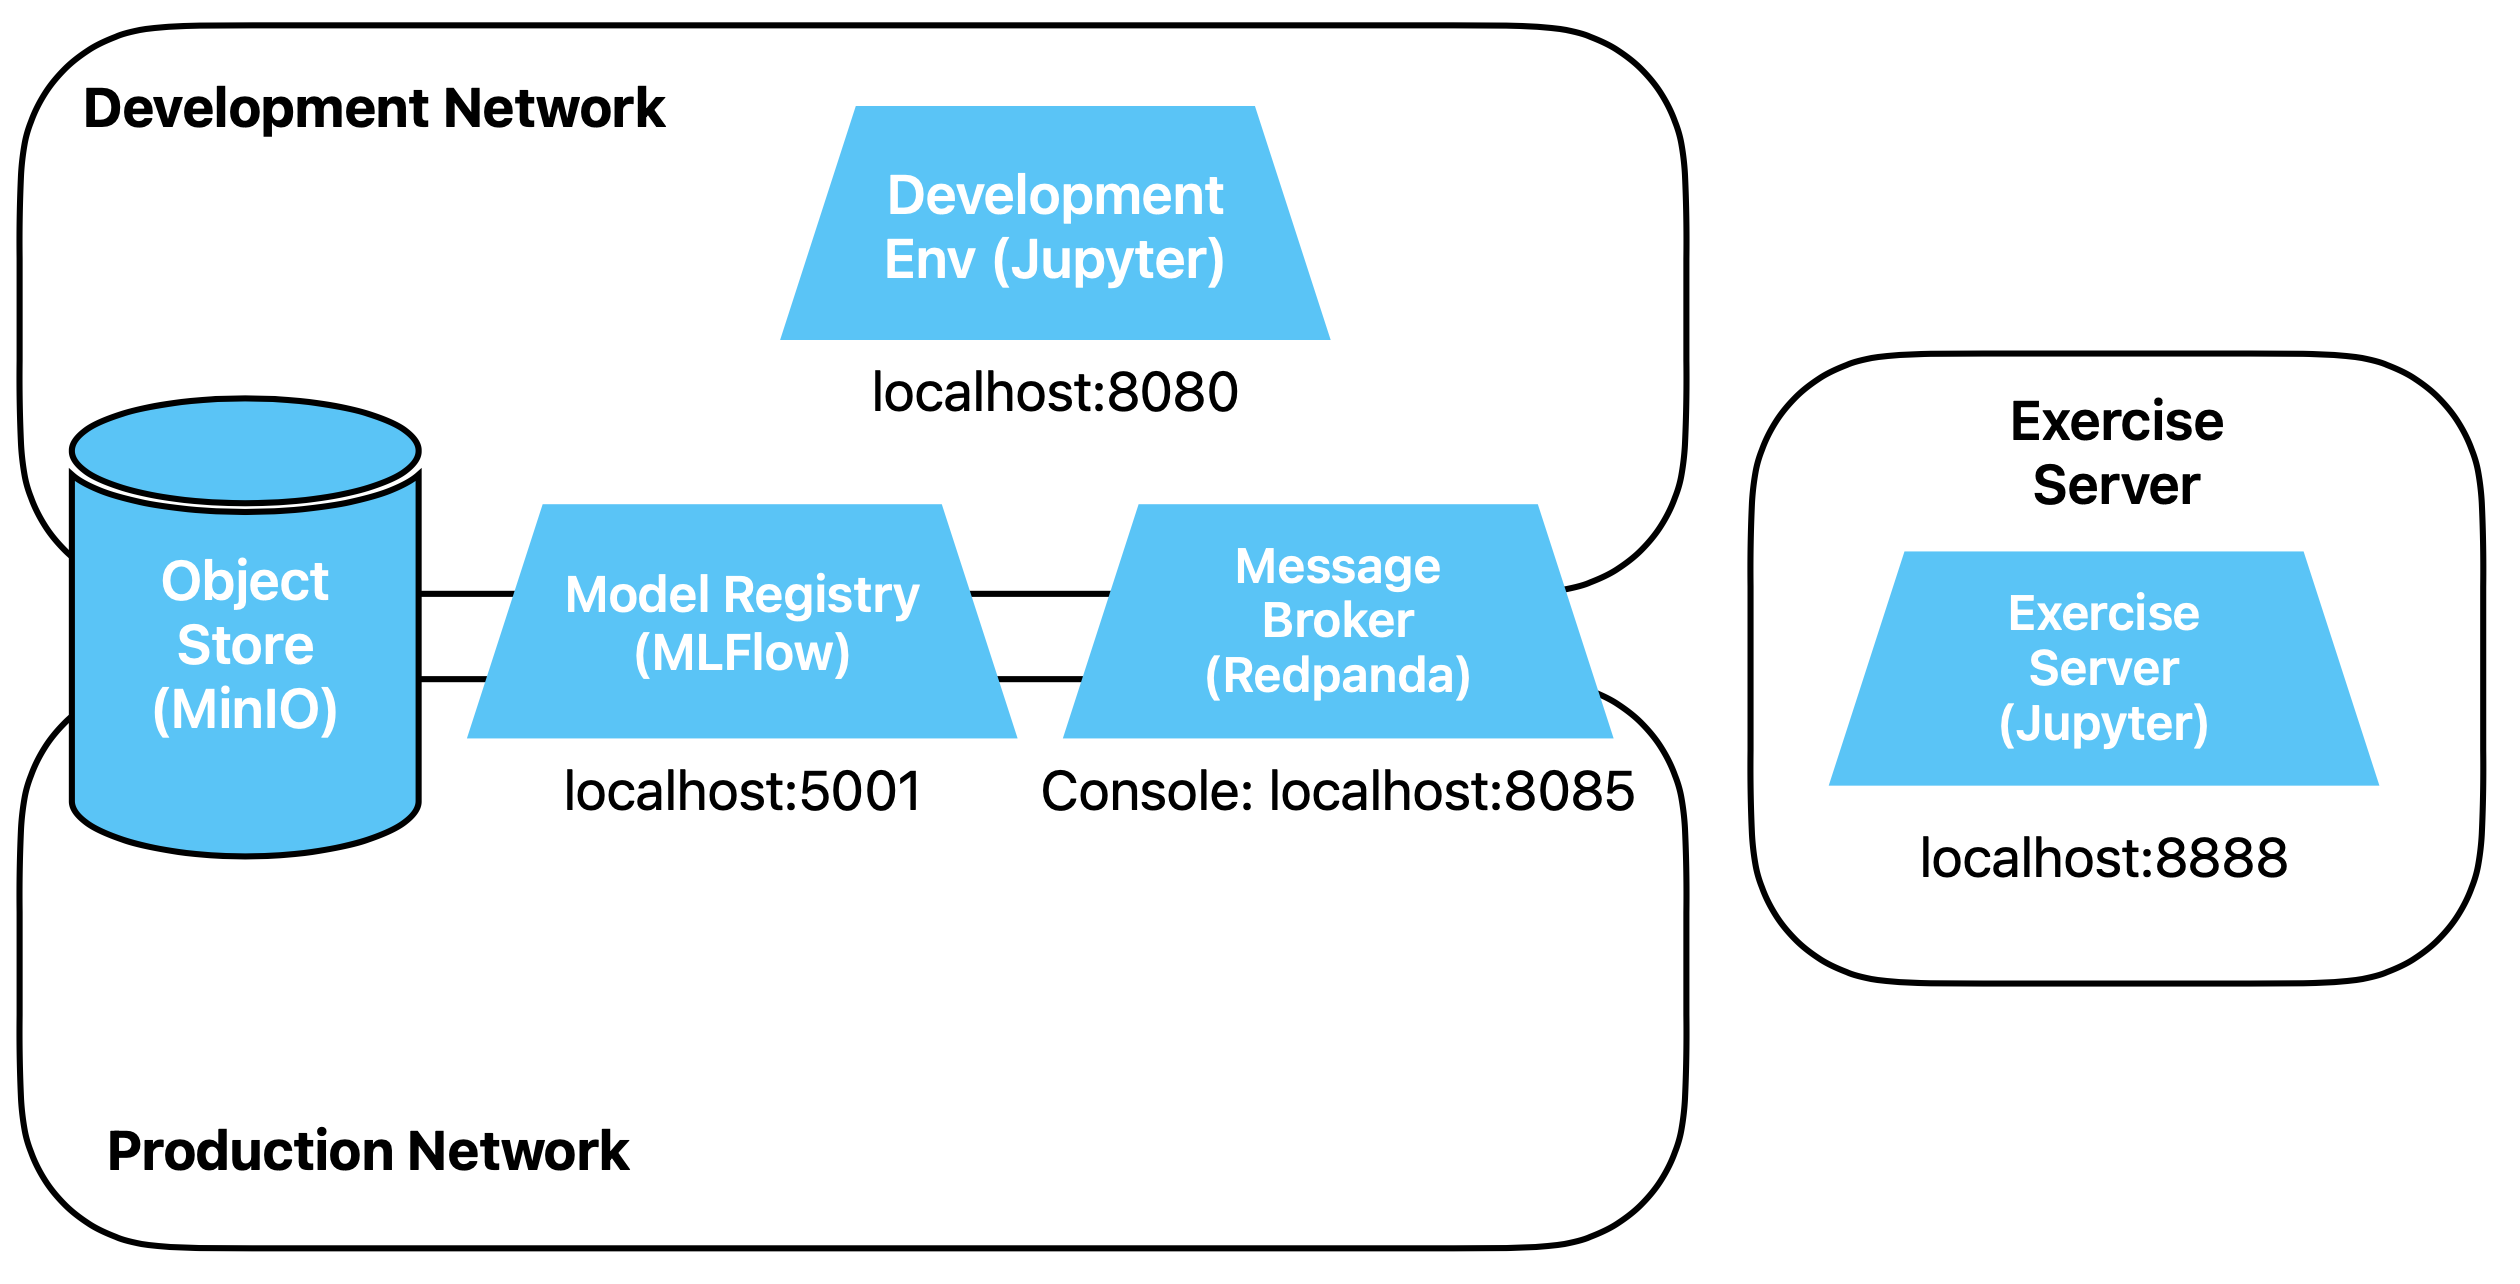 Development Network
Development
Env (Jupyter)
localhost:8080
Object
Store
(MinIO)
Model Registry
(MLFlow)
localhost:5001
Message
Broker
(Redpanda)
Console: localhost:8085
Production Network
Exercise
Server
Exercise
Server
(Jupyter)
localhost:8888